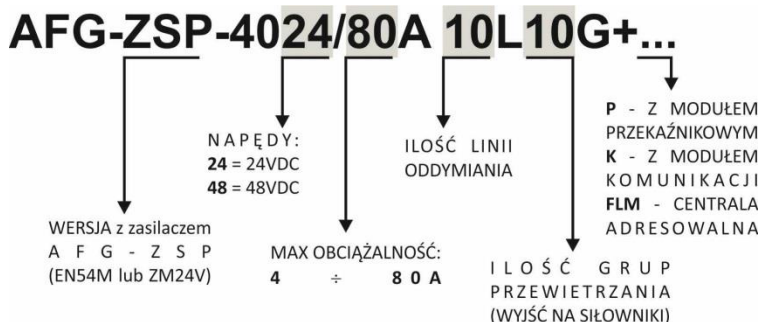 AFG-ZSP-4024/80A 10L10G+...
NAPĘDY:
24 = 24VDC
48 = 48VDC
ILOŚĆ LINII
ODDYMIANIA
P - Z MODUŁEM
PRZEKAŹNIKOWYM
K - Z MODUŁEM
KOMUNIKACJI
FLM - CENTRALA
ADRESOWALNA
WERSJA z zasilaczem
AFG-ZSP
(EN54M lub ZM24V)
MAX OBCIĄŻALNOŚĆ:
4 ÷ 80A
ILOŚĆ GRUP
PRZEWIETRZANIA
(WYJŚĆ NA SIŁOWNIKI)